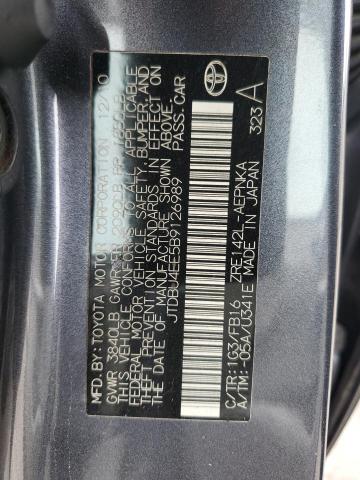 MFD.BY:TOYOTA MOTOR CORPORATION 12/10
GVWR 3840LB GAWR FR 2090LB RR
THIS VEHICLE CONFORMS TO ALL APPLICABLE
FEDERAL MOTOR VEHICLE SAFETY, BUMPER, AND
THEFT PREVENTION STANDARDS IN EFFECT ON
THE DATE OF MANUFACTURE SHOWN ABOVE.
JTDBU4EE5B9126989 PASS.CAR
C/TR:1G3/FB16 ZRE142L-AEPNKA
A/TM:-05A/U341E MADE IN JAPAN
323 A